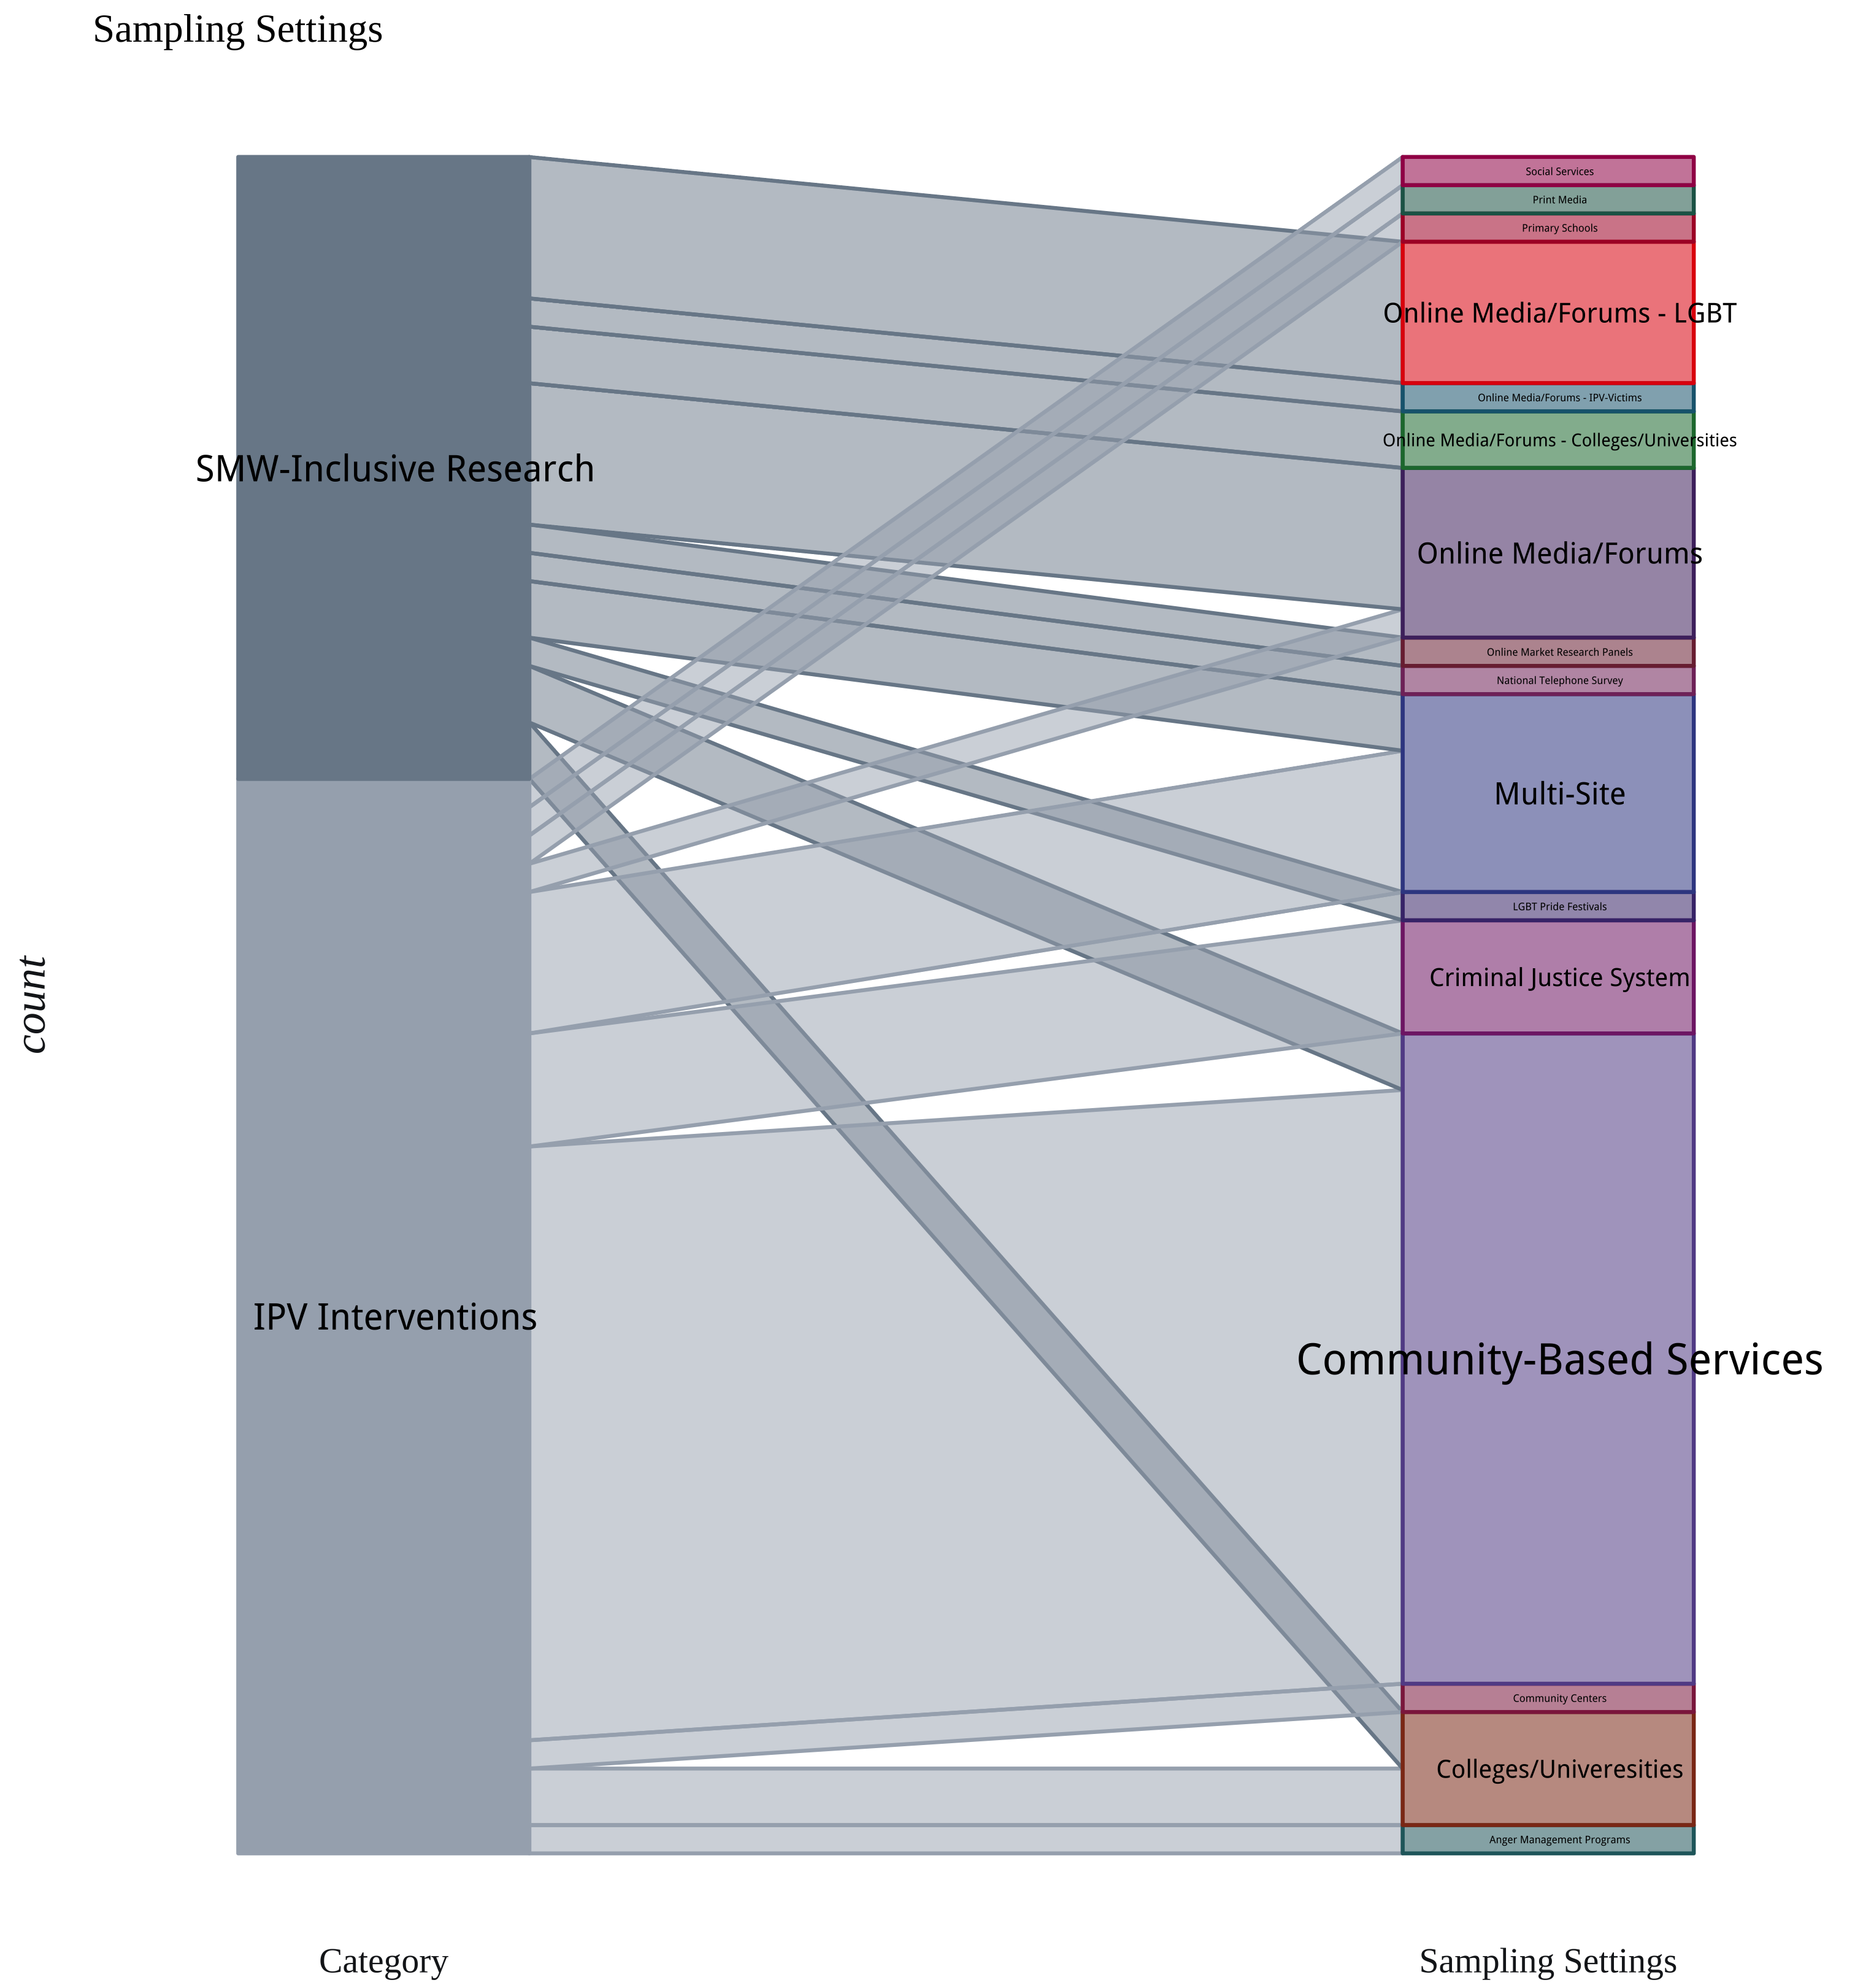 Sampling Settings
Social Services
Print Media
Primary Schools
Online Media/Forums - LGBT
Online Media/Forums - IPV-Victims
Online Media/Forums - Colleges/Universities
SMW-Inclusive Research
Online Media/Forums
Online Market Research Panels
National Telephone Survey
Multi-Site
LGBT Pride Festivals
Criminal Justice System
count
IPV Interventions
Community-Based Services
Community Centers
Colleges/Univeresities
Anger Management Programs
Category
Sampling Settings